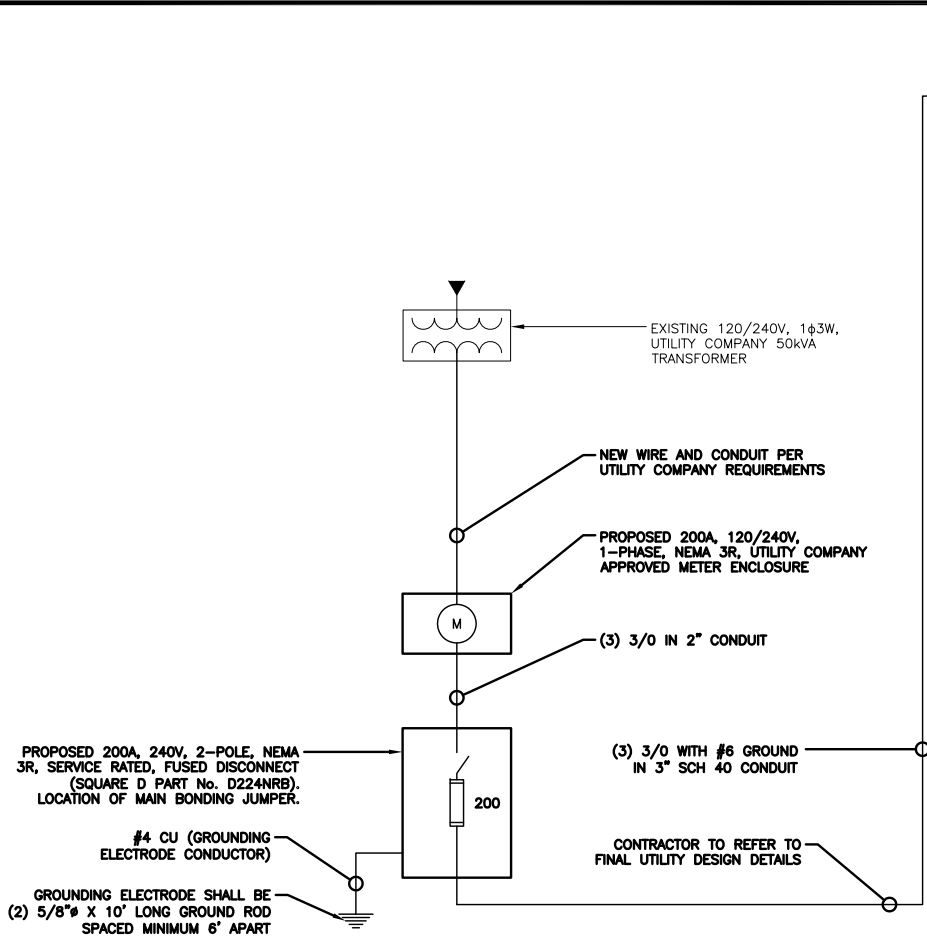 EXISTING 120/240V, 1ϕ3W,
UTILITY COMPANY 50kVA
TRANSFORMER
NEW WIRE AND CONDUIT PER
UTILITY COMPANY REQUIREMENTS
PROPOSED 200A, 120/240V,
1-PHASE, NEMA 3R, UTILITY COMPANY
APPROVED METER ENCLOSURE
M
(3) 3/0 IN 2" CONDUIT
PROPOSED 200A, 240V, 2-POLE, NEMA
3R, SERVICE RATED, FUSED DISCONNECT
(SQUARE D PART No. D224NRB).
LOCATION OF MAIN BONDING JUMPER.
200
(3) 3/0 WITH #6 GROUND
IN 3" SCH 40 CONDUIT
#4 CU (GROUNDING
ELECTRODE CONDUCTOR)
CONTRACTOR TO REFER TO
FINAL UTILITY DESIGN DETAILS
GROUNDING ELECTRODE SHALL BE
(2) 5/8"ø X 10' LONG GROUND ROD
SPACED MINIMUM 6' APART